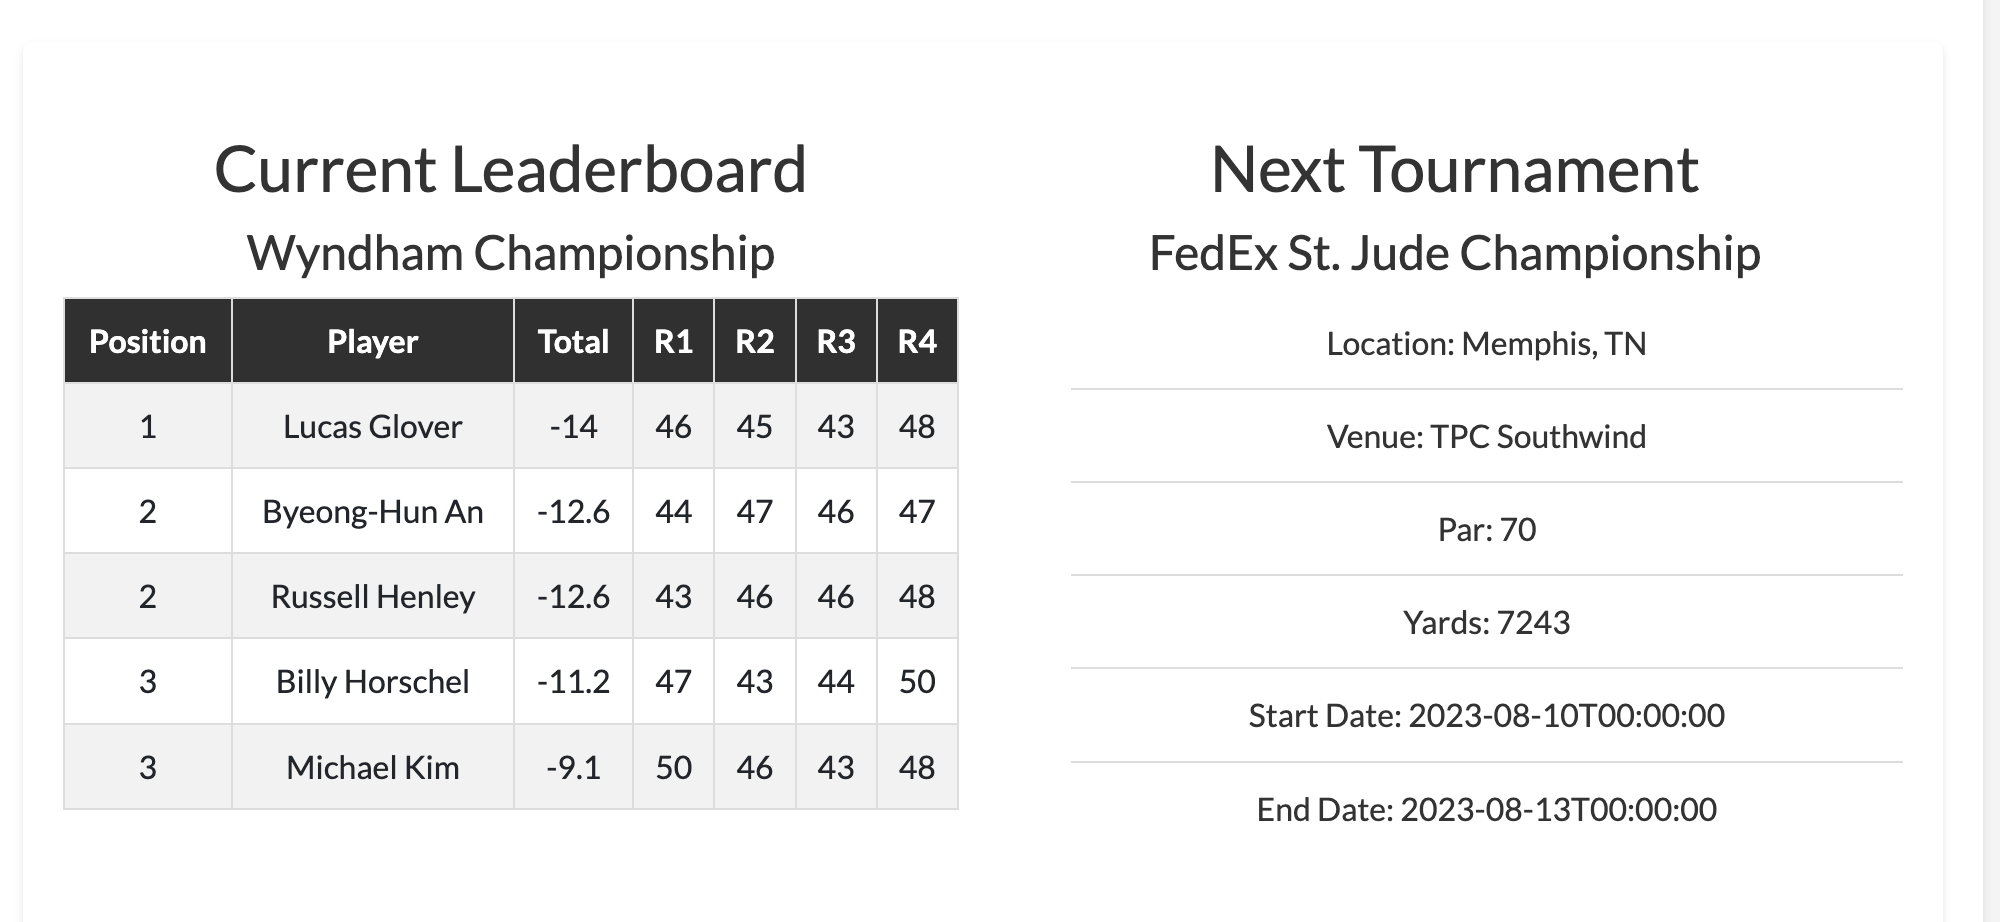 Current Leaderboard
Wyndham Championship
Position Player Total R1 R2 R3 R4
1 Lucas Glover -14 46 45 43 48
2 Byeong-Hun An -12.6 44 47 46 47
2 Russell Henley -12.6 43 46 46 48
3 Billy Horschel -11.2 47 43 44 50
3 Michael Kim -9.1 50 46 43 48
Next Tournament
FedEx St. Jude Championship
Location: Memphis, TN
Venue: TPC Southwind
Par: 70
Yards: 7243
Start Date: 2023-08-10T00:00:00
End Date: 2023-08-13T00:00:00